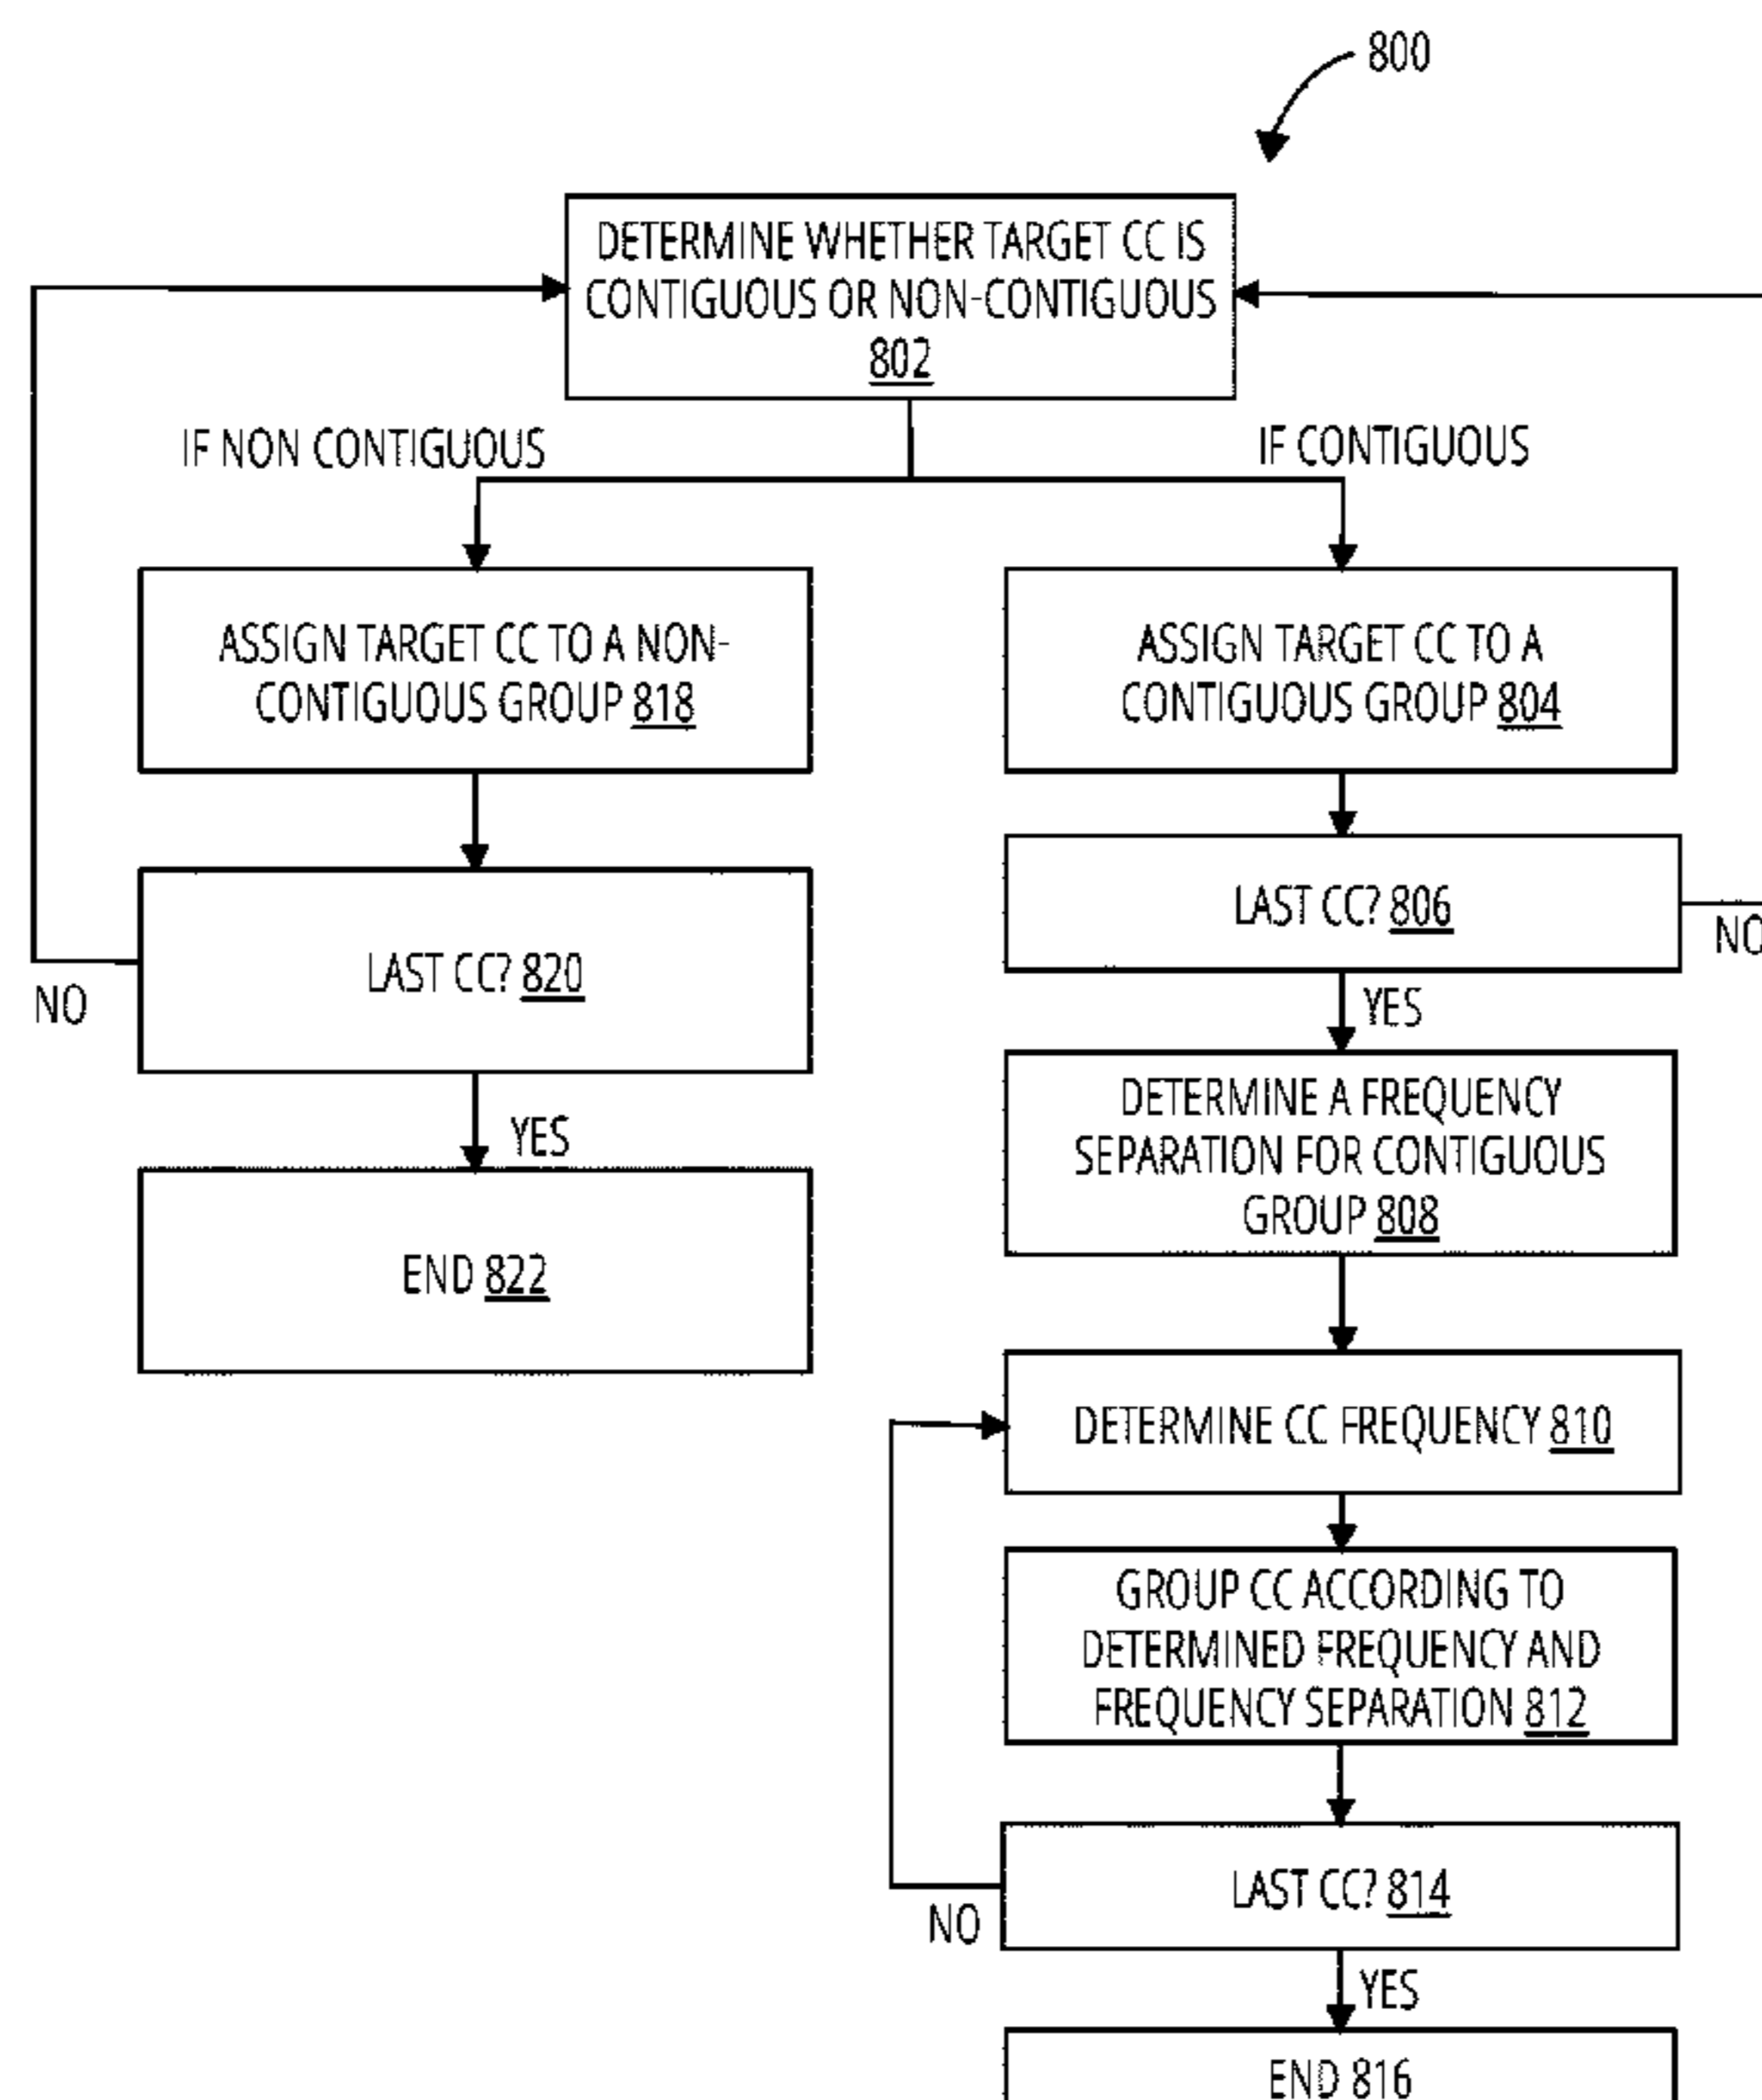 800
DETERMINE WHETHER TARGET CC IS
CONTIGUOUS OR NON-CONTIGUOUS
802
IF NON CONTIGUOUS
IF CONTIGUOUS
ASSIGN TARGET CC TO A NON-
CONTIGUOUS GROUP 818
ASSIGN TARGET CC TO A
CONTIGUOUS GROUP 804
LAST CC? 806
NO
LAST CC? 820
NO
YES
DETERMINE A FREQUENCY
SEPARATION FOR CONTIGUOUS
GROUP 808
YES
END 822
DETERMINE CC FREQUENCY 810
GROUP CC ACCORDING TO
DETERMINED FREQUENCY AND
FREQUENCY SEPARATION 812
LAST CC? 814
NO
YES
END 816